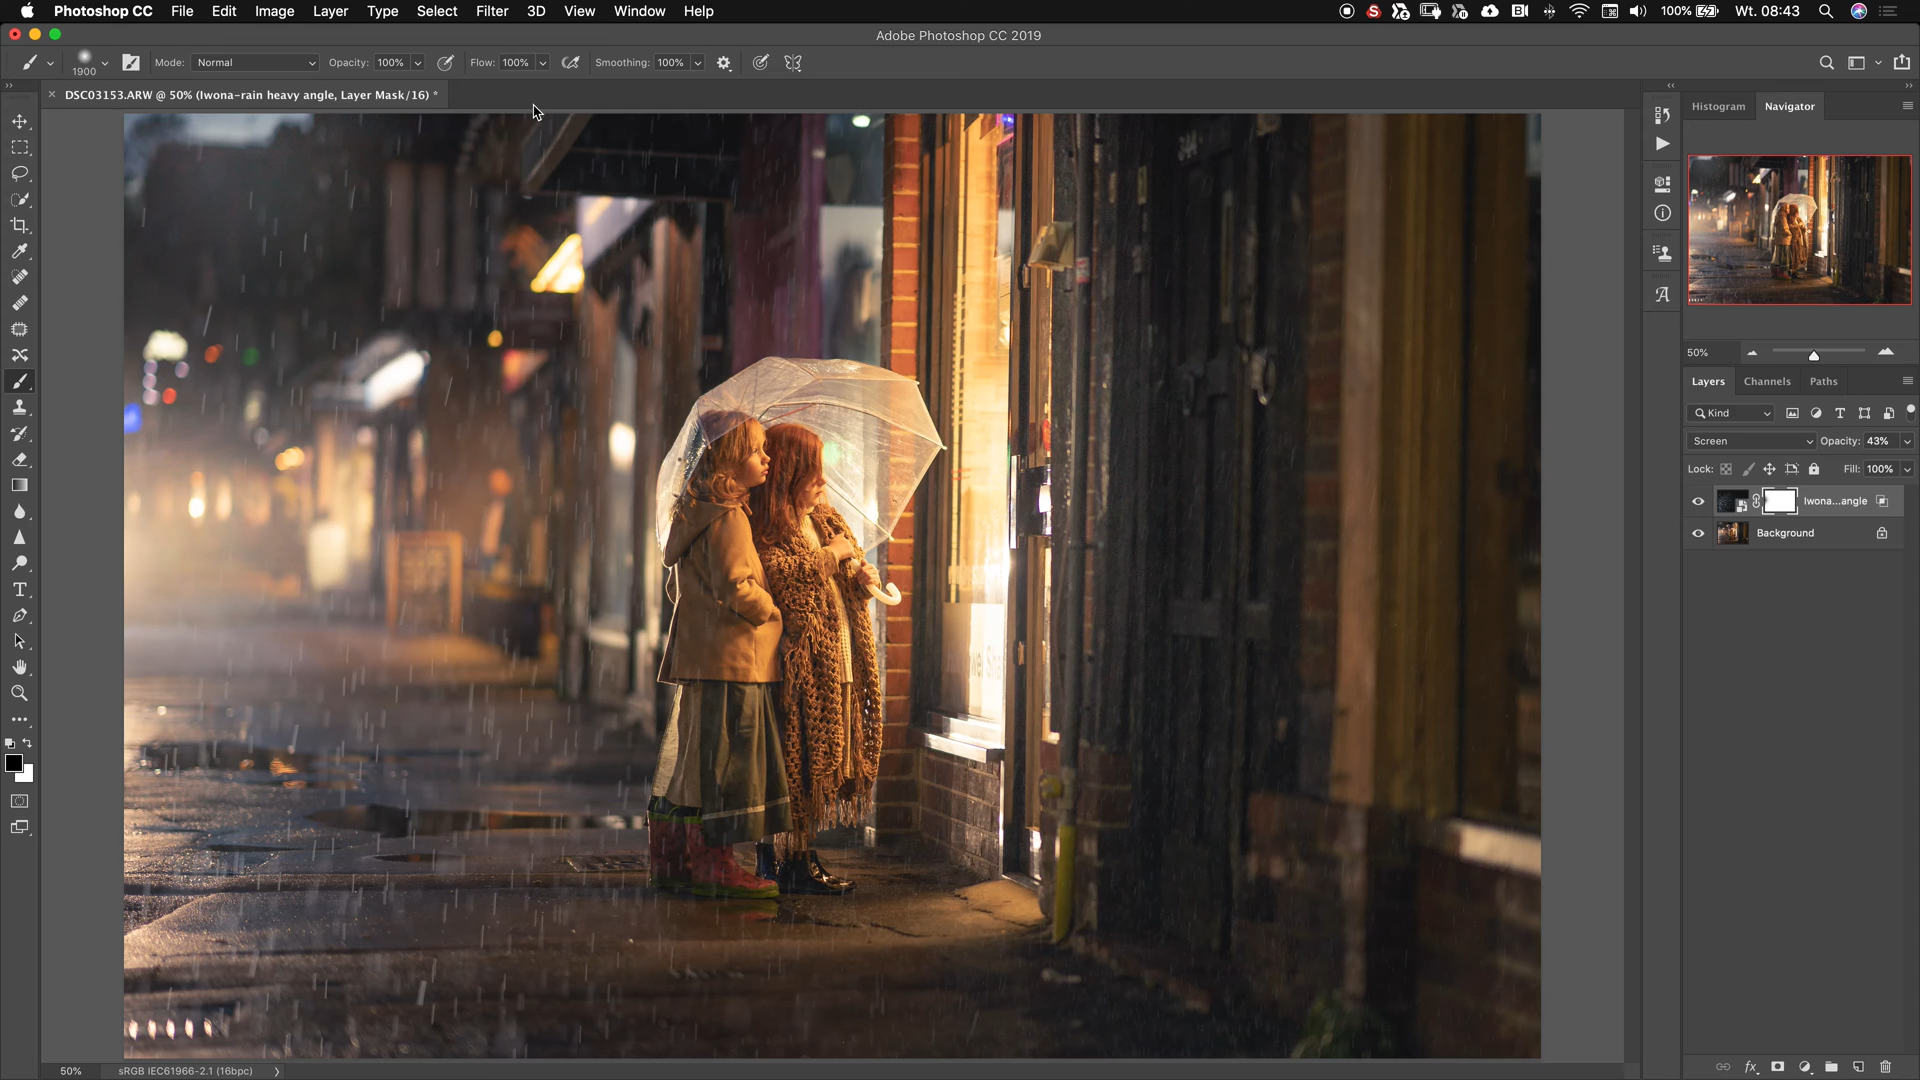 Photoshop CC File Edit Image Layer Type Select Filter 3D View Window Help 100% Wt. 08:43
Adobe Photoshop CC 2019
1900 Mode: Normal Opacity: 100% Flow: 100% Smoothing: 100%
DSC03153.ARW @ 50% (Iwona-rain heavy angle, Layer Mask/16) *
Histogram Navigator
50%
Layers Channels Paths
Kind
Screen Opacity: 43%
Lock: Fill: 100%
Iwona...angle
Background
50% sRGB IEC61966-2.1 (16bpc)